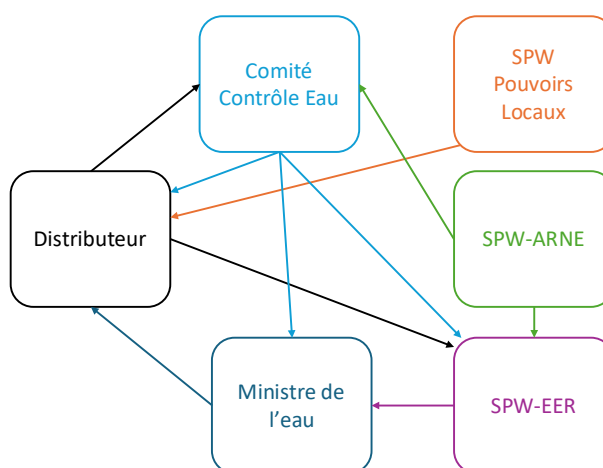 Comité
Contrôle Eau
SPW
Pouvoirs
Locaux
Distributeur
SPW-ARNE
Ministre de
l’eau
SPW-EER